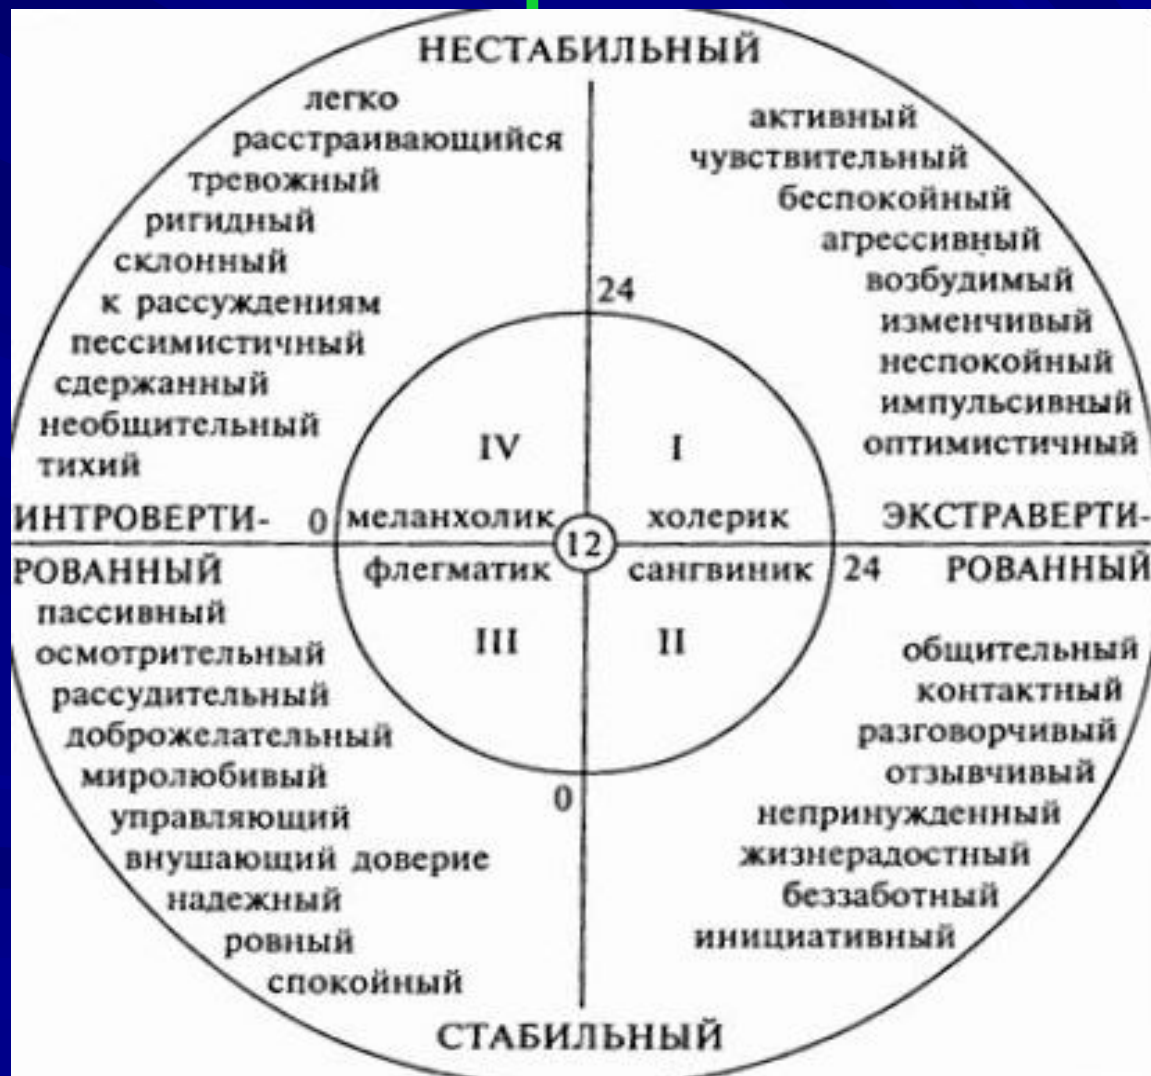 НЕСТАБИЛЬНЫЙ
легко
расстраивающийся
тревожный
ригидный
склонный
к рассуждениям
пессимистичный
сдержанный
необщительный
тихий
активный
чувствительный
беспокойный
агрессивный
возбудимый
изменчивый
неспокойный
импульсивный
оптимистичный
24
IV
I
ИНТРОВЕРТИ-
РОВАННЫЙ
0
меланхолик
холерик
12
флегматик
сангвиник
24
ЭКСТРАВЕРТИ-
РОВАННЫЙ
III
II
0
пассивный
осмотрительный
рассудительный
доброжелательный
миролюбивый
управляющий
внушающий доверие
надежный
ровный
спокойный
общительный
контактный
разговорчивый
отзывчивый
непринужденный
жизнерадостный
беззаботный
инициативный
СТАБИЛЬНЫЙ